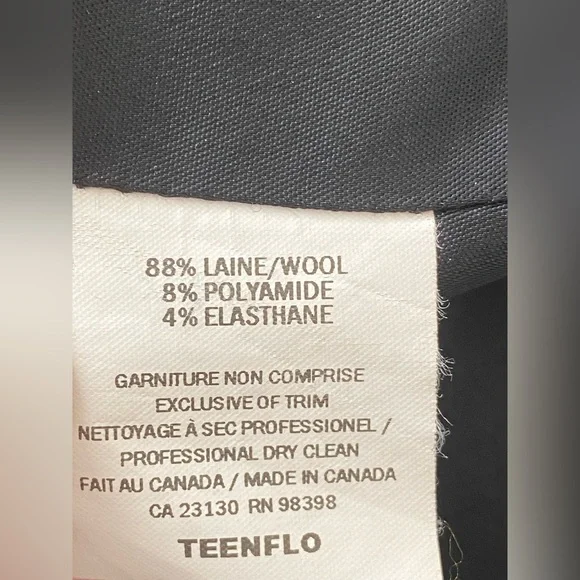 88% LAINE/WOOL
8% POLYAMIDE
4% ELASTHANE
GARNITURE NON COMPRISE
EXCLUSIVE OF TRIM
NETTOYAGE À SEC PROFESSIONEL /
PROFESSIONAL DRY CLEAN
FAIT AU CANADA / MADE IN CANADA
CA 23130 RN 98398
TEENFLO